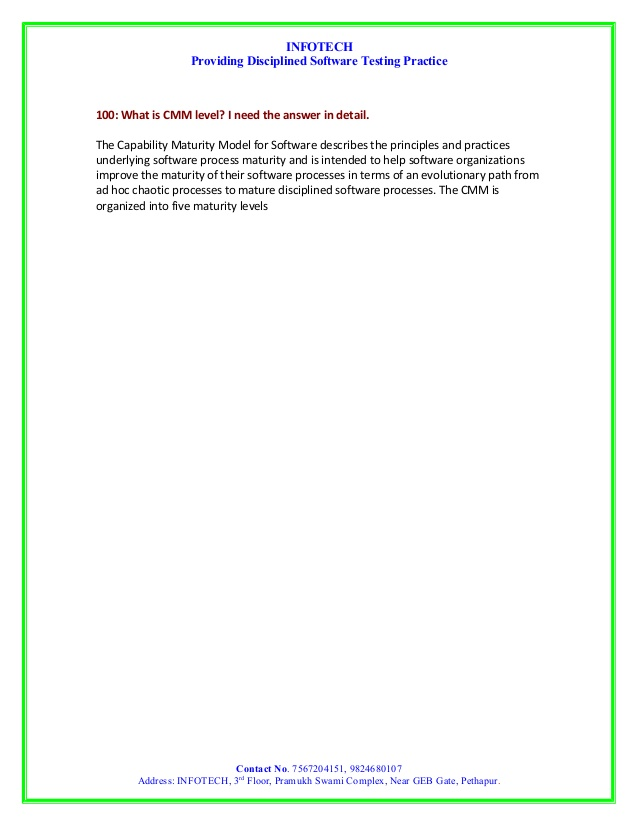 INFOTECH
Providing Disciplined Software Testing Practice
100: What is CMM level? I need the answer in detail.
The Capability Maturity Model for Software describes the principles and practices
underlying software process maturity and is intended to help software organizations
improve the maturity of their software processes in terms of an evolutionary path from
ad hoc chaotic processes to mature disciplined software processes. The CMM is
organized into five maturity levels
Contact No. 7567204151, 9824680107
Address: INFOTECH, 3rd Floor, Pramukh Swami Complex, Near GEB Gate, Pethapur.